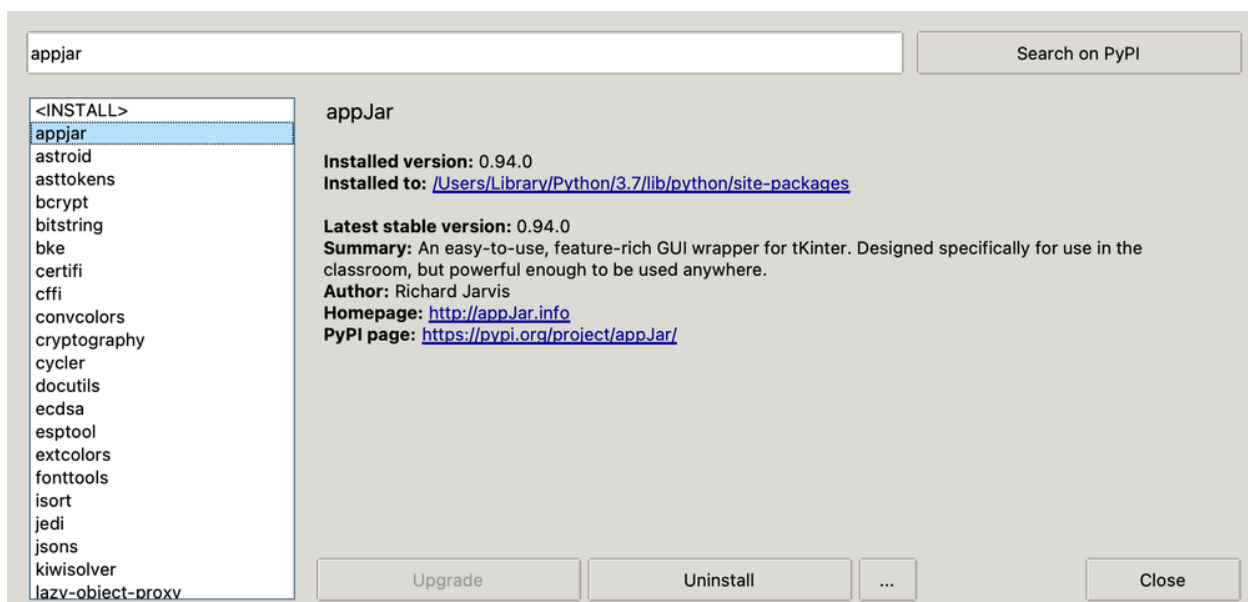 appjar
Search on PyPI
<INSTALL>
appjar
astroid
asttokens
bcrypt
bitstring
bke
certifi
cffi
convcolors
cryptography
cycler
docutils
ecdsa
esptool
extcolors
fonttools
isort
jedi
jsons
kiwisolver
lazy-object-proxy
appJar
Installed version: 0.94.0
Installed to: /Users/Library/Python/3.7/lib/python/site-packages
Latest stable version: 0.94.0
Summary: An easy-to-use, feature-rich GUI wrapper for tKinter. Designed specifically for use in the
classroom, but powerful enough to be used anywhere.
Author: Richard Jarvis
Homepage: http://appJar.info
PyPI page: https://pypi.org/project/appJar/
Upgrade
Uninstall
...
Close